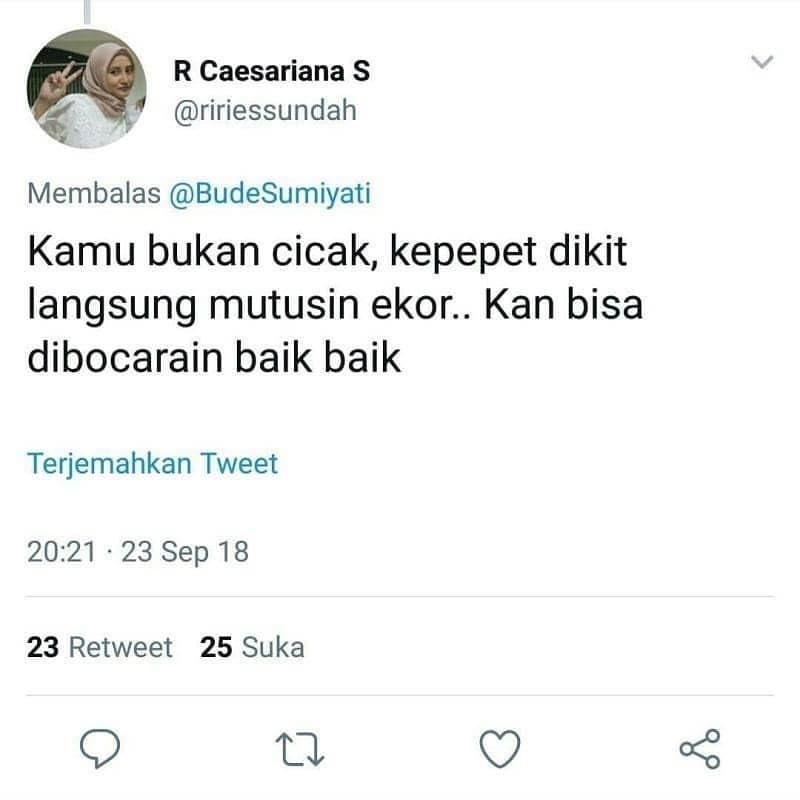 R Caesariana S
@ririessundah
Membalas @BudeSumiyati
Kamu bukan cicak, kepepet dikit
langsung mutusin ekor.. Kan bisa
dibocarain baik baik
Terjemahkan Tweet
20:21 · 23 Sep 18
23 Retweet 25 Suka